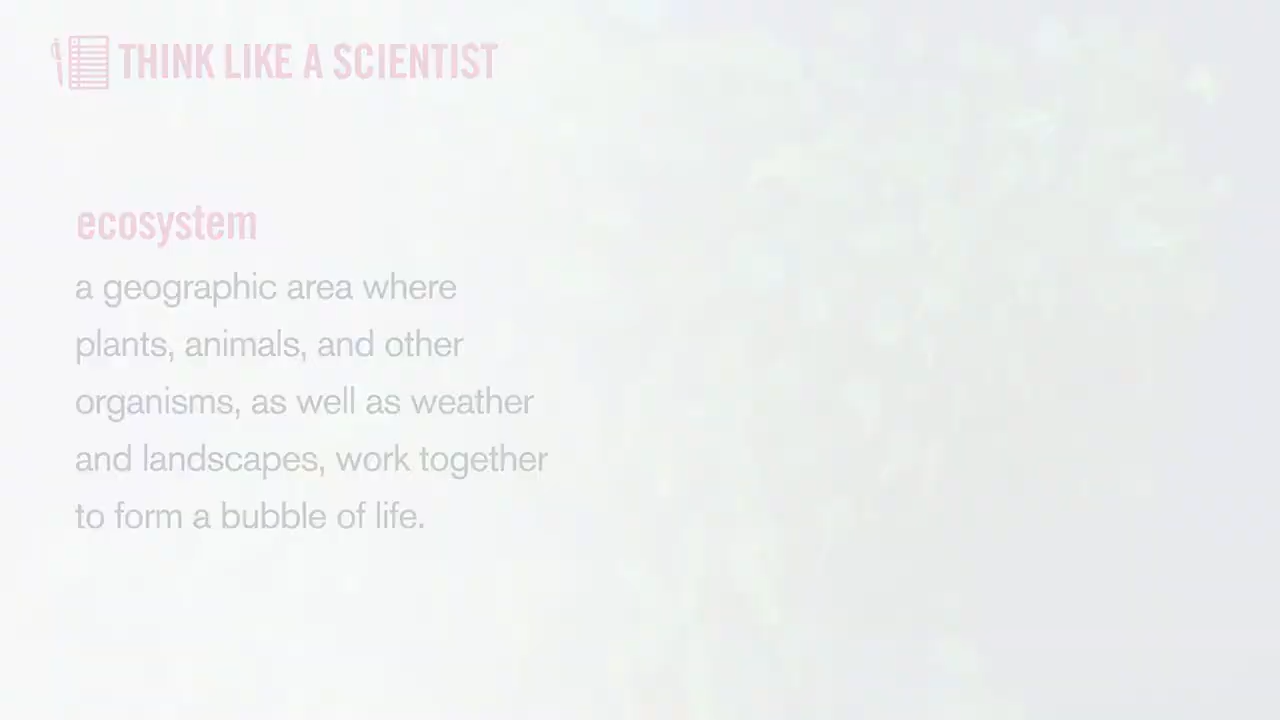 THINK LIKE A SCIENTIST
ecosystem
a geographic area where
plants, animals, and other
organisms, as well as weather
and landscapes, work together
to form a bubble of life.